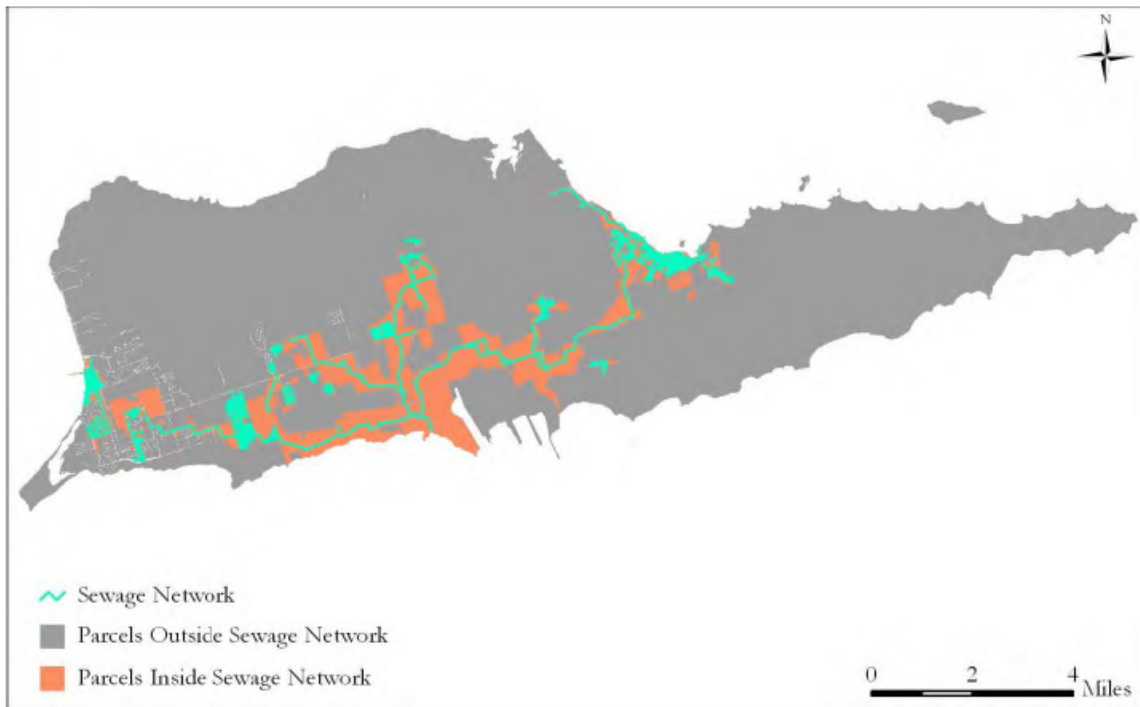 N
Sewage Network
Parcels Outside Sewage Network
Parcels Inside Sewage Network
0 2 4
Miles